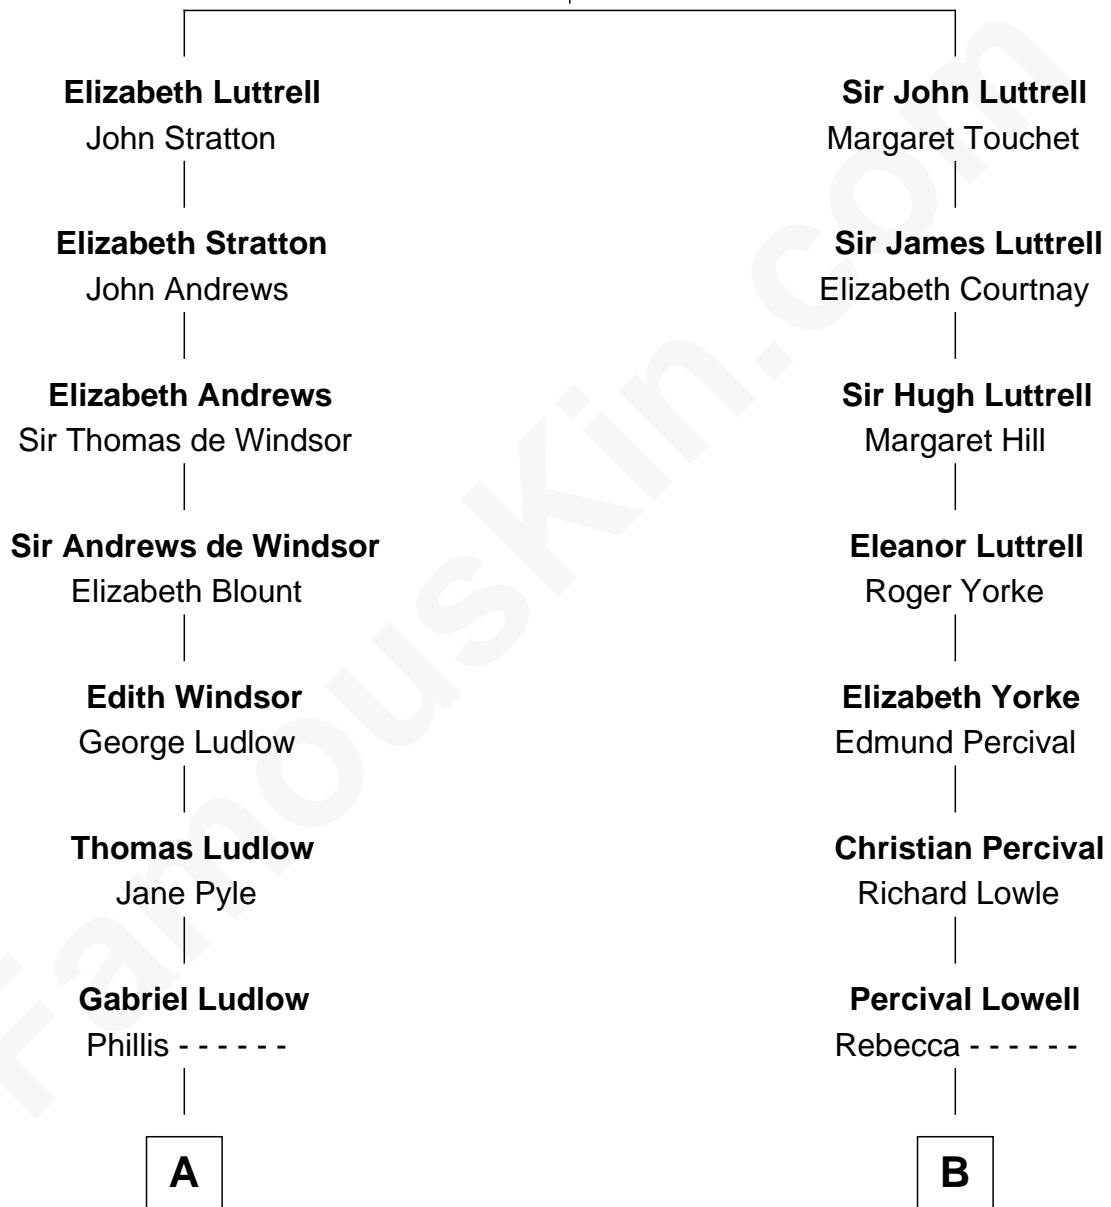 Elizabeth Luttrell
John Stratton
Elizabeth Stratton
John Andrews
Elizabeth Andrews
Sir Thomas de Windsor
Sir Andrews de Windsor
Elizabeth Blount
Edith Windsor
George Ludlow
Thomas Ludlow
Jane Pyle
Gabriel Ludlow
Phillis - - - - - -
A
Sir John Luttrell
Margaret Touchet
Sir James Luttrell
Elizabeth Courtnay
Sir Hugh Luttrell
Margaret Hill
Eleanor Luttrell
Roger Yorke
Elizabeth Yorke
Edmund Percival
Christian Percival
Richard Lowle
Percival Lowell
Rebecca - - - - - -
B
FamousKin.com